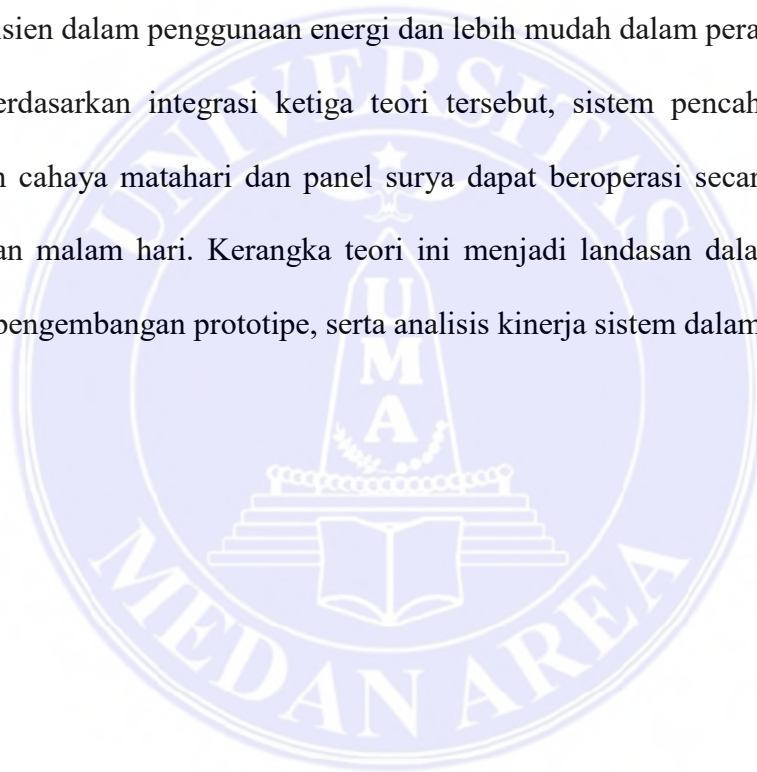 sien dalam penggunaan energi dan lebih mudah dalam pera
erdasarkan integrasi ketiga teori tersebut, sistem pencah
n cahaya matahari dan panel surya dapat beroperasi secar
an malam hari. Kerangka teori ini menjadi landasan dala
pengembangan prototipe, serta analisis kinerja sistem dalam
UNIVERSITAS
UMA
MEDAN AREA